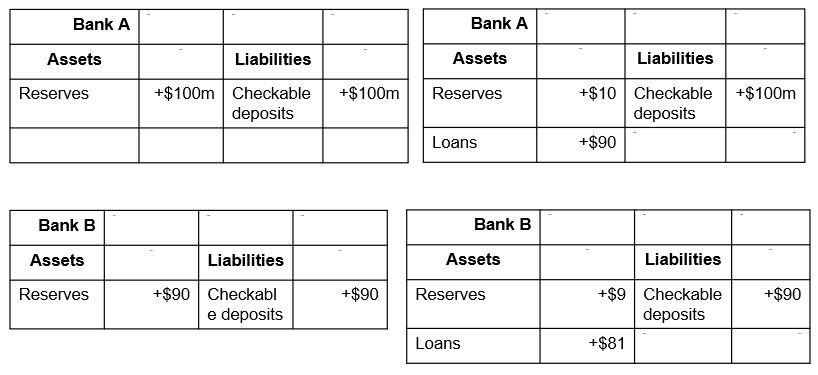 Bank A
Assets Liabilities
Reserves +$100m Checkable +$100m
deposits
Bank A
Assets Liabilities
Reserves +$10 Checkable +$100m
deposits
Loans +$90
Bank B
Assets Liabilities
Reserves +$90 Checkabl +$90
e deposits
Bank B
Assets Liabilities
Reserves +$9 Checkable +$90
deposits
Loans +$81